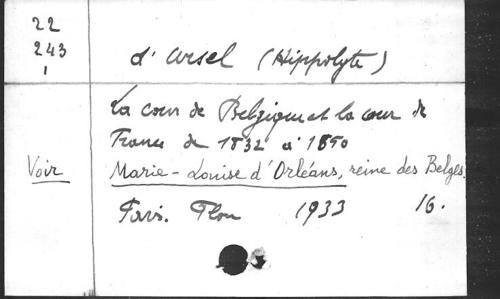 22
243
1
d'Arsel (Hippolyte)
La cour de Belgique et la cour de
France de 1832 à 1850
Voir
Marie-Louise d'Orléans, reine des Belges.
Paris. Plon 1933 16.